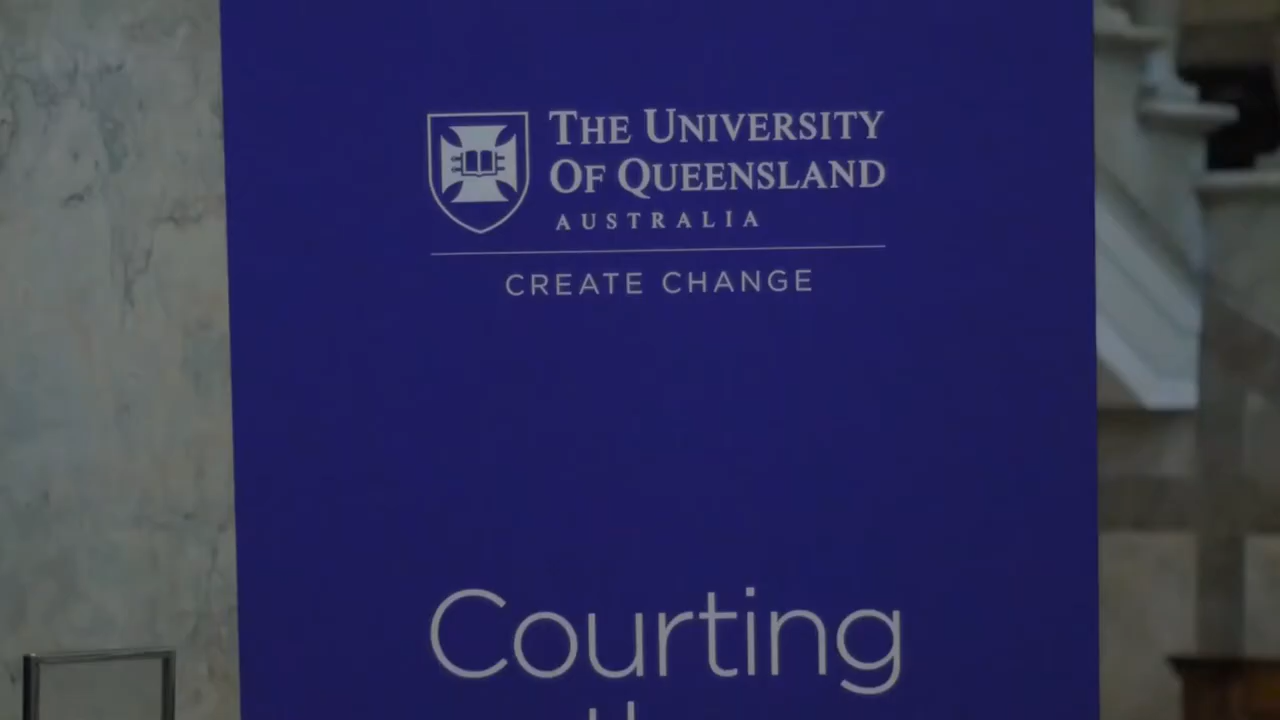 THE UNIVERSITY
OF QUEENSLAND
AUSTRALIA
CREATE CHANGE
Courting